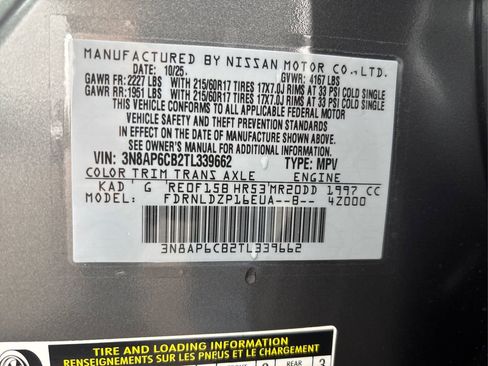 MANUFACTURED BY NISSAN MOTOR CO., LTD.
DATE: 10/25. GVWR: 4167 LBS
GAWR FR: 2227 LBS WITH 215/60R17 TIRES 17X7.0J RIMS AT 33 PSI COLD SINGLE
GAWR RR: 1951 LBS WITH 215/60R17 TIRES 17X7.0J RIMS AT 33 PSI COLD SINGLE
THIS VEHICLE CONFORMS TO ALL APPLICABLE FEDERAL MOTOR
VEHICLE SAFETY AND THEFT PREVENTION STANDARDS
IN EFFECT ON THE DATE OF MANUFACTURE SHOWN ABOVE.
SEE OWNER'S MANUAL FOR ADDITIONAL INFORMATION
VIN: 3N8AP6CB2TL339662 TYPE: MPV
COLOR TRIM TRANS AXLE ENGINE
KAD G RE0F15B HR53 MR20DD 1997 CC
MODEL: FDRNLDZP16EUA--B-- 4Z000
3N8AP6CB2TL339662
TIRE AND LOADING INFORMATION
RENSEIGNEMENTS SUR LES PNEUS ET LE CHARGEMENT
REAR 3